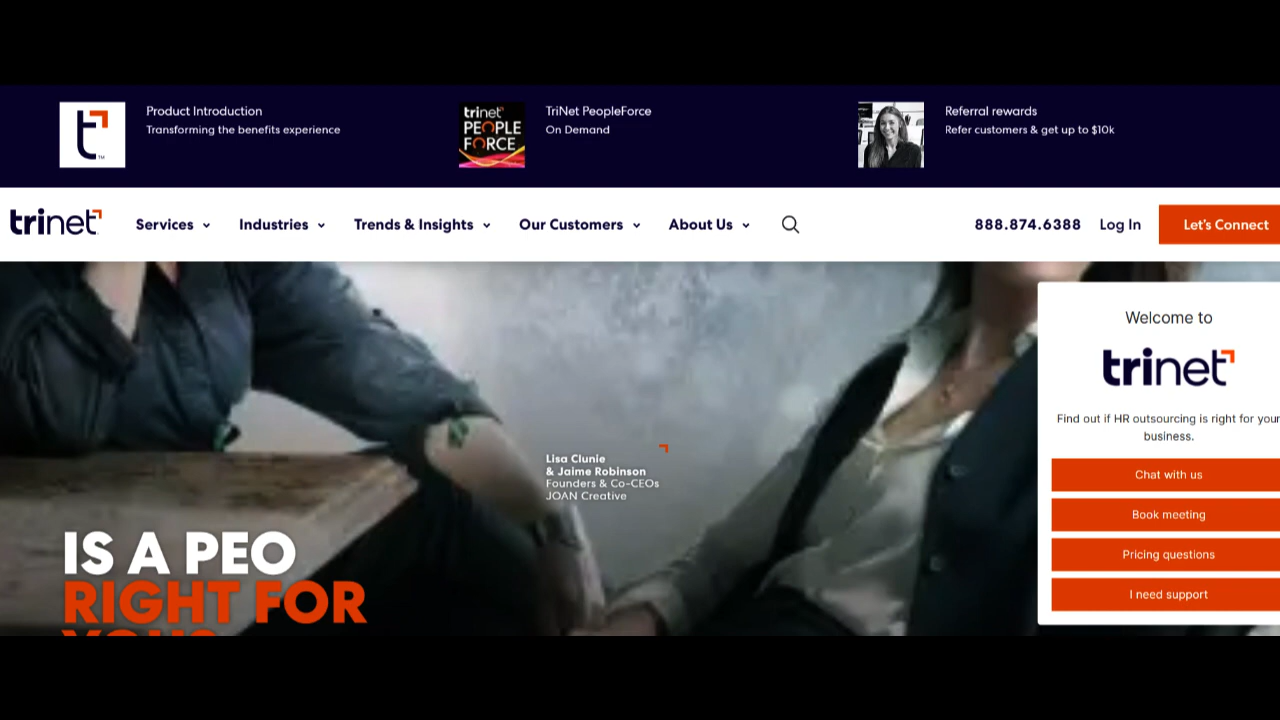 Product Introduction
Transforming the benefits experience
trinet
PEOPLE
FORCE
TriNet PeopleForce
On Demand
Referral rewards
Refer customers & get up to $10k
trinet
Services
Industries
Trends & Insights
Our Customers
About Us
888.874.6388
Log In
Let's Connect
Welcome to
trinet
Find out if HR outsourcing is right for your
business.
Chat with us
Book meeting
Pricing questions
I need support
Lisa Clunie
& Jaime Robinson
Founders & Co-CEOs
JOAN Creative
IS A PEO
RIGHT FOR
YOU?